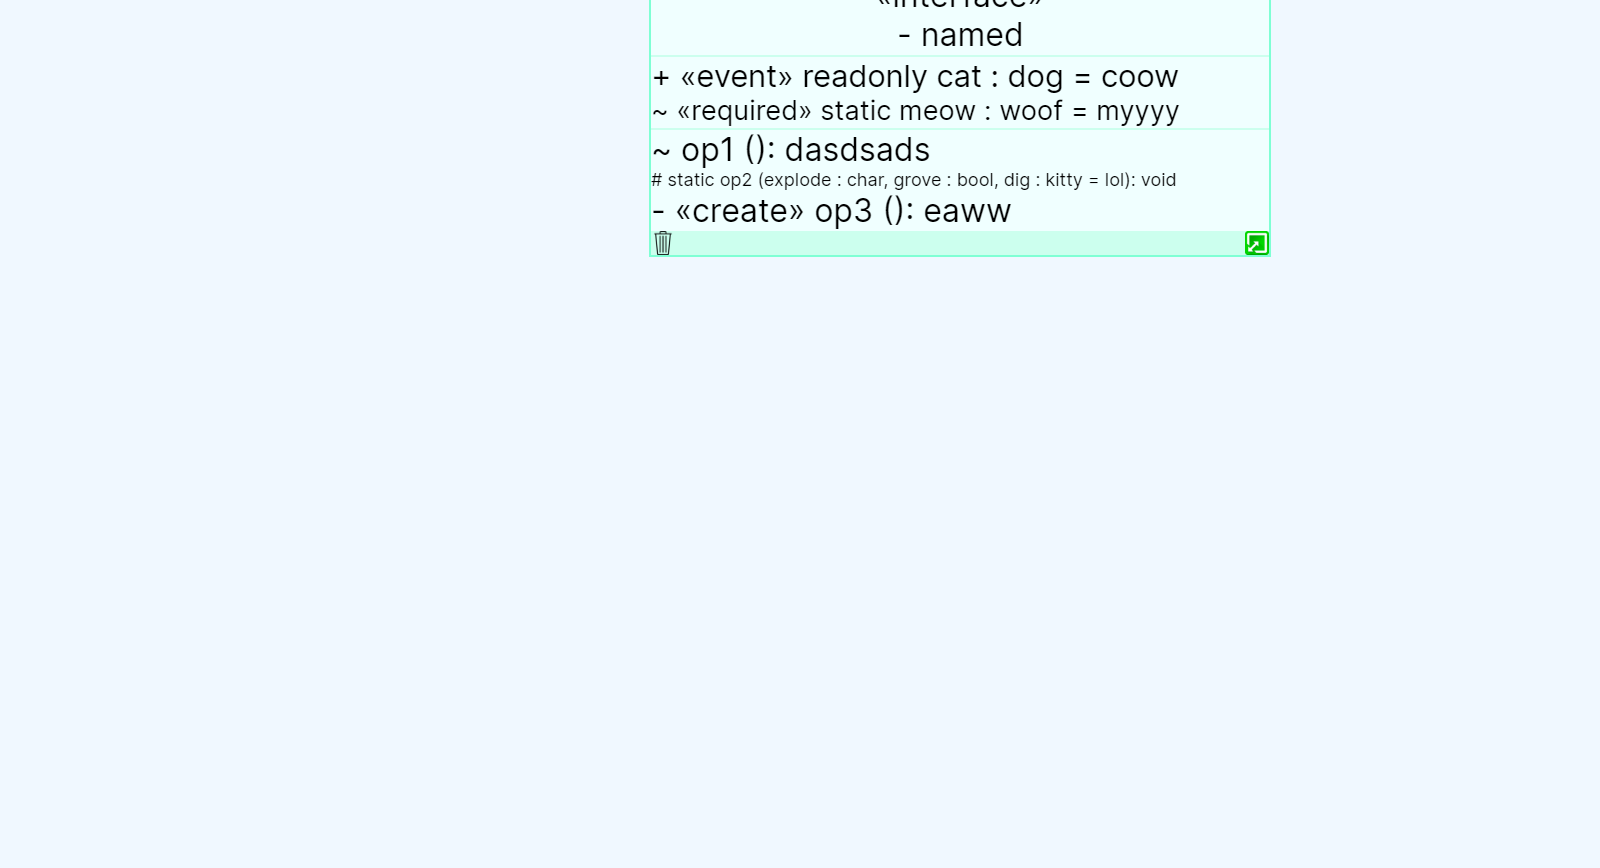 «interface»
- named
+ «event» readonly cat : dog = coow
~ «required» static meow : woof = myyyy
~ op1 (): dasdsads
# static op2 (explode : char, grove : bool, dig : kitty = lol): void
- «create» op3 (): eaww